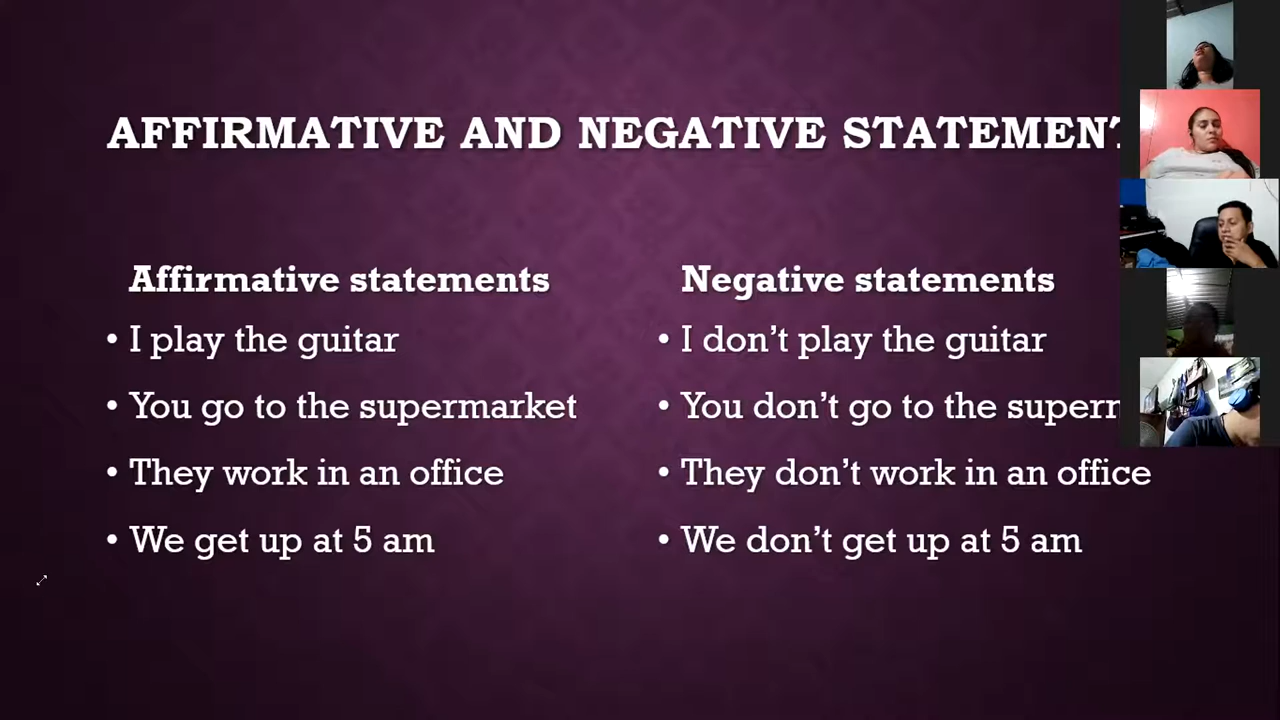 AFFIRMATIVE AND NEGATIVE STATEMENT
Affirmative statements
• I play the guitar
• You go to the supermarket
• They work in an office
• We get up at 5 am
Negative statements
• I don’t play the guitar
• You don’t go to the
• They don’t work in an office
• We don’t get up at 5 am